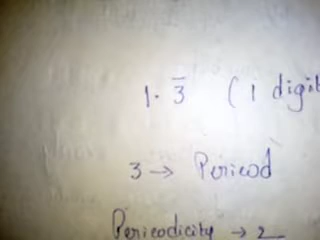 1. 3̅ ( 1 digit
3 → Period
Periodicity → 2